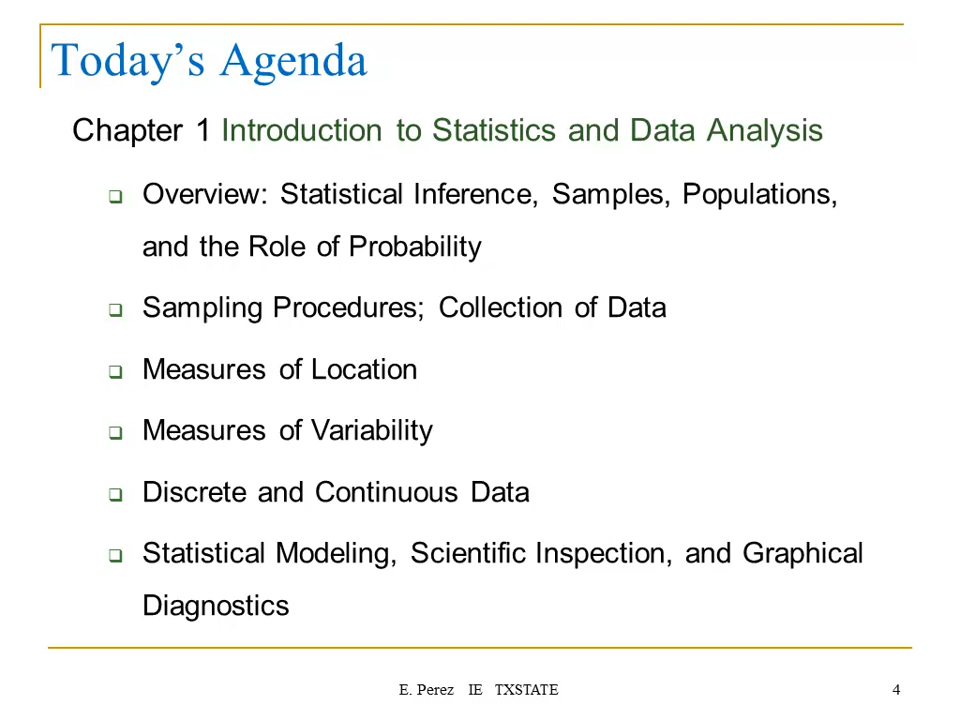 Today's Agenda
Chapter 1 Introduction to Statistics and Data Analysis
Overview: Statistical Inference, Samples, Populations,
and the Role of Probability
Sampling Procedures; Collection of Data
Measures of Location
Measures of Variability
Discrete and Continuous Data
Statistical Modeling, Scientific Inspection, and Graphical
Diagnostics
E. Perez IE TXSTATE 4